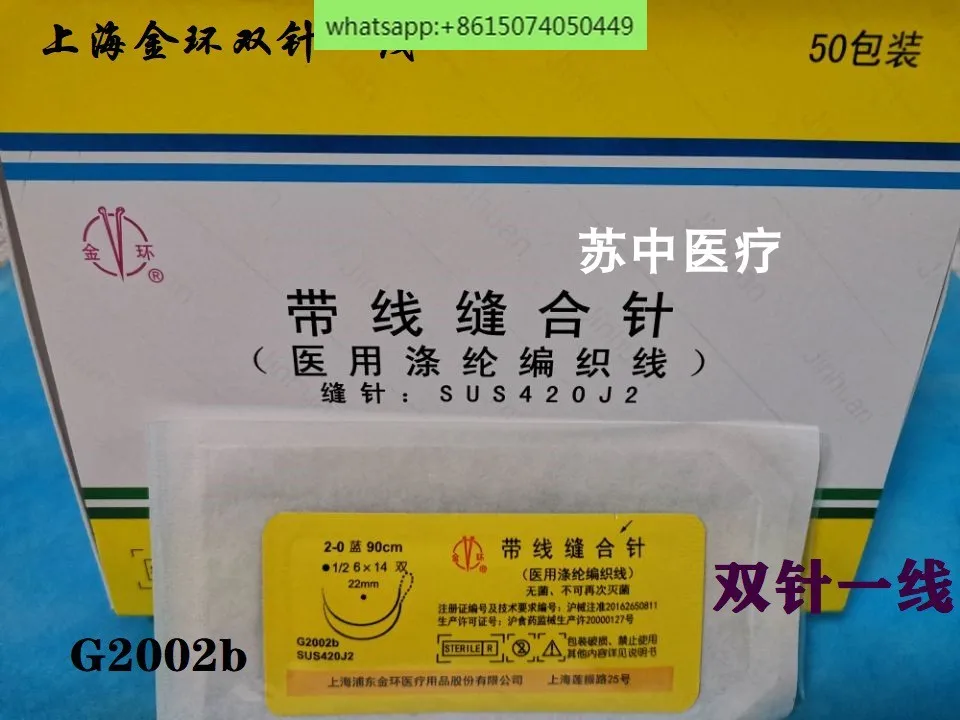 whatsapp:+8615074050449
上海金环双针一线
50包装
金环
®
苏中医疗
带线缝合针
（医用涤纶编织线）
缝针：SUS420J2
2-0 蓝 90cm
1/2 6×14 双
22mm
G2002b
SUS420J2
金环
带线缝合针
（医用涤纶编织线）
无菌、不可再次灭菌
注册证编号及技术要求编号：沪械注准20162650811
生产许可证号：沪食药监械生产许20000127号
STERILE R
2
包装破损、禁止使用
其他内容详见说明书
上海浦东金环医疗用品股份有限公司 上海莲振路25号
双针一线
G2002b